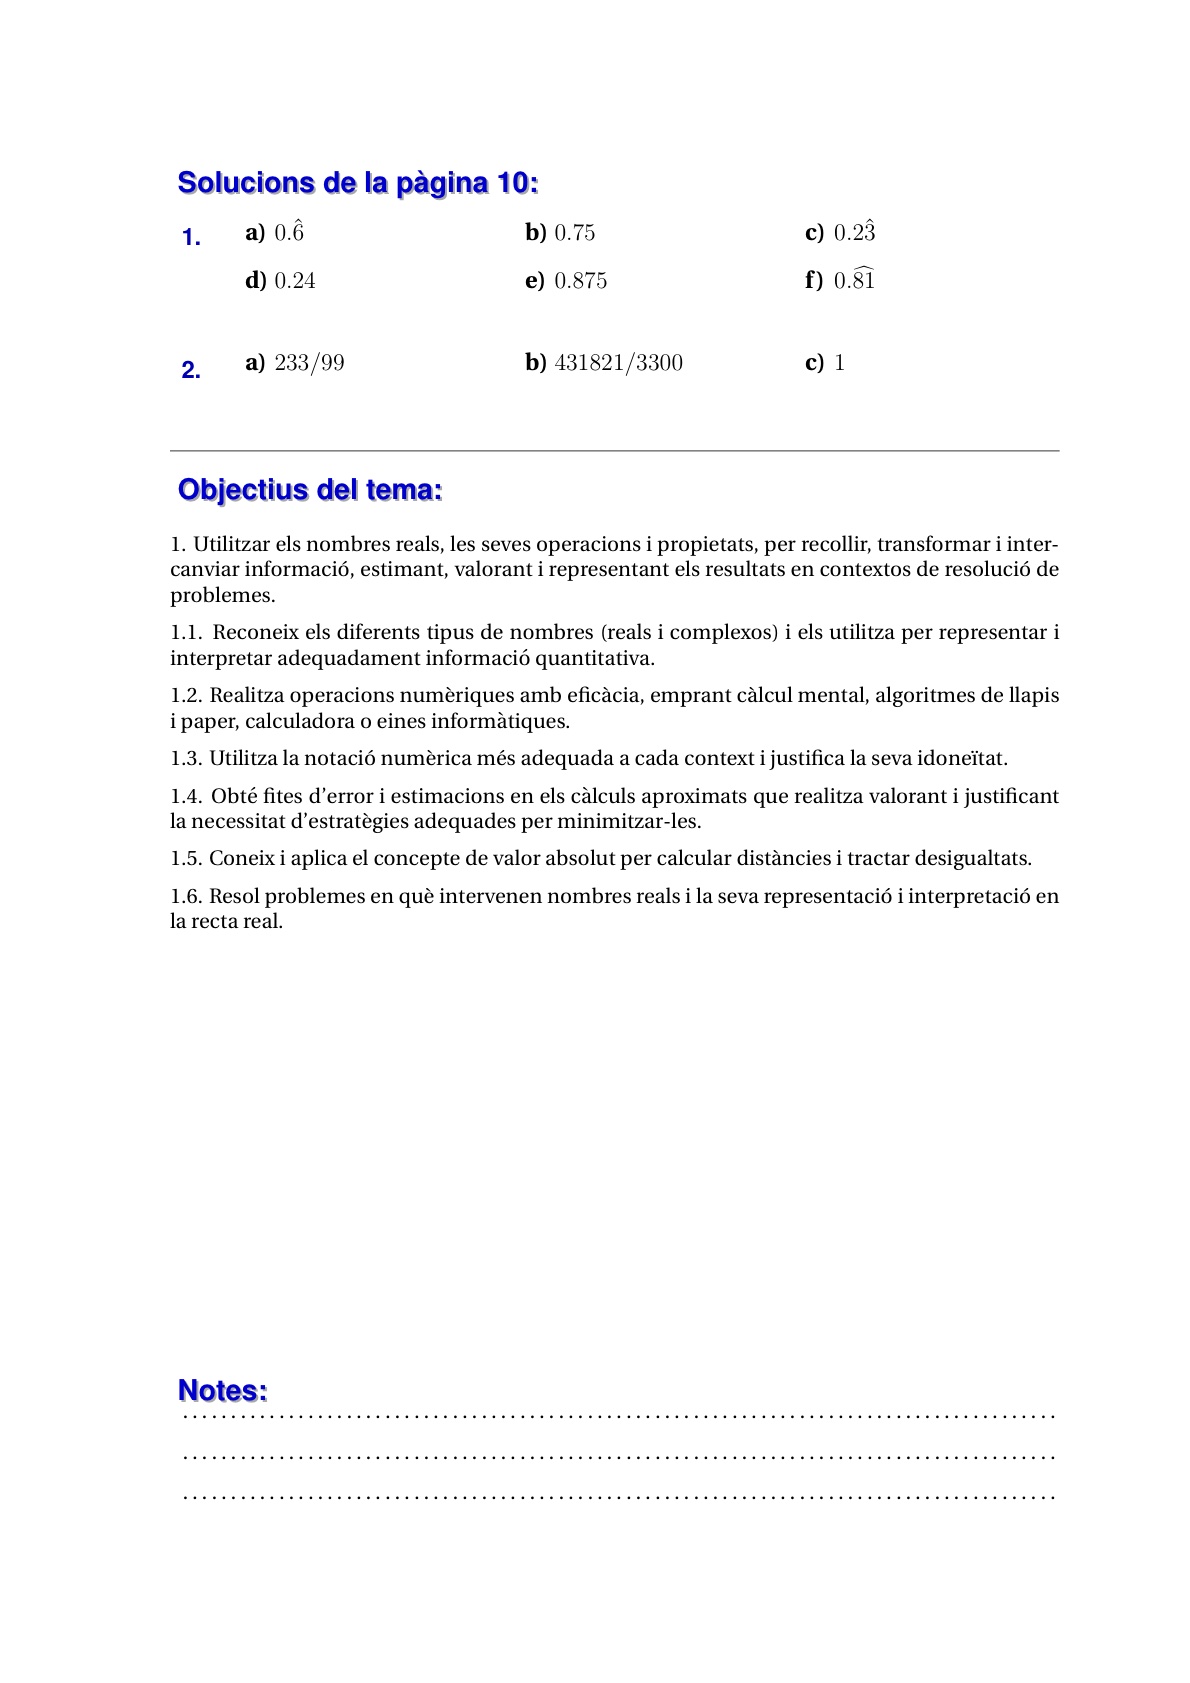 Solucions de la pàgina 10:
1. a) 0.6̂ b) 0.75 c) 0.23̂
d) 0.24 e) 0.875 f) 0.8͡1
2. a) 233/99 b) 431821/3300 c) 1
Objectius del tema:
1. Utilitzar els nombres reals, les seves operacions i propietats, per recollir, transformar i inter-
canviar informació, estimant, valorant i representant els resultats en contextos de resolució de
problemes.
1.1. Reconeix els diferents tipus de nombres (reals i complexos) i els utilitza per representar i
interpretar adequadament informació quantitativa.
1.2. Realitza operacions numèriques amb eficàcia, emprant càlcul mental, algoritmes de llapis
i paper, calculadora o eines informàtiques.
1.3. Utilitza la notació numèrica més adequada a cada context i justifica la seva idoneïtat.
1.4. Obté fites d’error i estimacions en els càlculs aproximats que realitza valorant i justificant
la necessitat d’estratègies adequades per minimitzar-les.
1.5. Coneix i aplica el concepte de valor absolut per calcular distàncies i tractar desigualtats.
1.6. Resol problemes en què intervenen nombres reals i la seva representació i interpretació en
la recta real.
Notes: